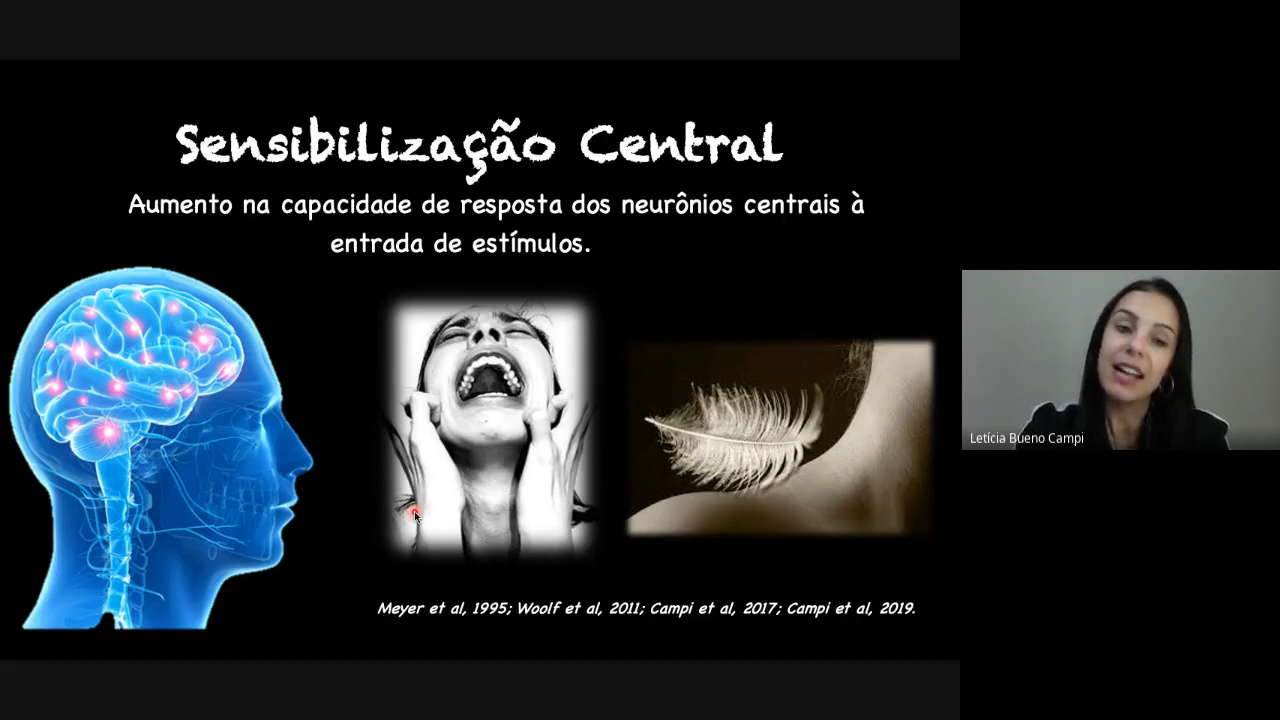 Sensibilização Central
Aumento na capacidade de resposta dos neurônios centrais à
entrada de estímulos.
Letícia Bueno Campi
Meyer et al, 1995; Woolf et al, 2011; Campi et al, 2017; Campi et al, 2019.